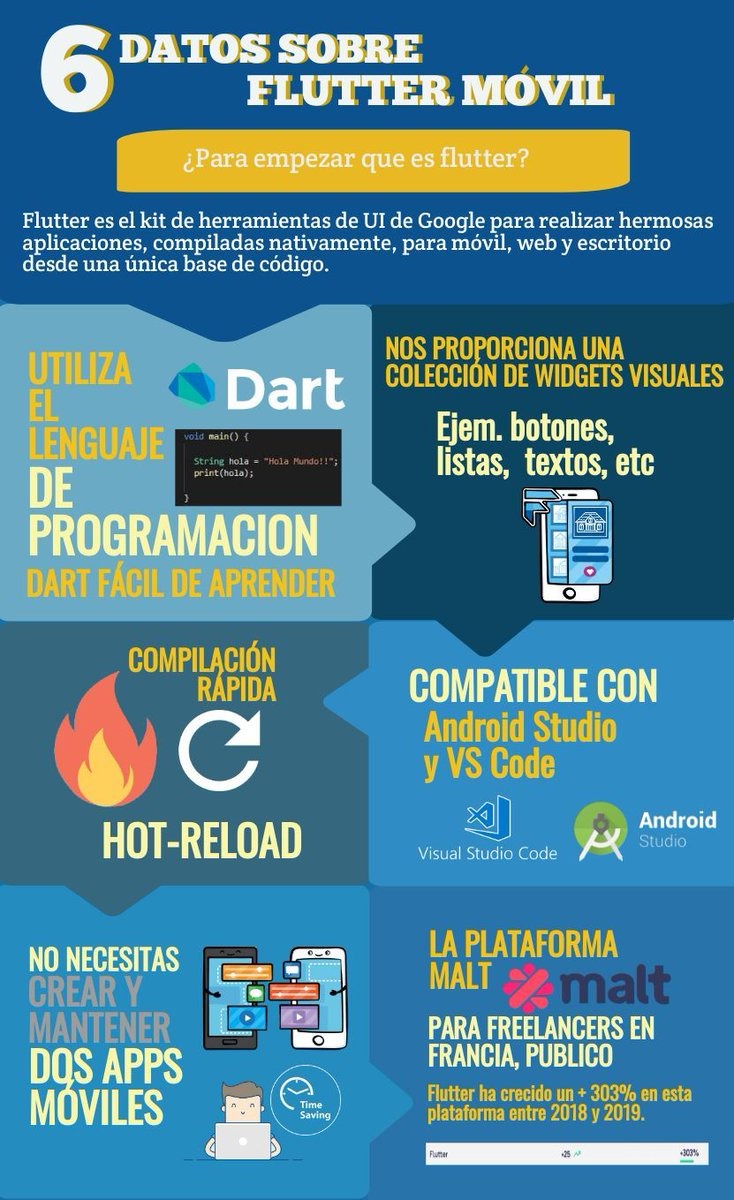 6 DATOS SOBRE
FLUTTER MÓVIL
¿Para empezar que es flutter?
Flutter es el kit de herramientas de UI de Google para realizar hermosas
aplicaciones, compiladas nativamente, para móvil, web y escritorio
desde una única base de código.
UTILIZA
EL
LENGUAJE
DE
PROGRAMACION
DART FÁCIL DE APRENDER
Dart
void main() {
String hola = "Hola Mundo!!";
print(hola);
}
NOS PROPORCIONA UNA
COLECCIÓN DE WIDGETS VISUALES
Ejem. botones,
listas, textos, etc
COMPILACIÓN
RÁPIDA
HOT-RELOAD
COMPATIBLE CON
Android Studio
y VS Code
Visual Studio Code
Android
Studio
NO NECESITAS
CREAR Y
MANTENER
DOS APPS
MÓVILES
Time
Saving
LA PLATAFORMA
MALT malt
PARA FREELANCERS EN
FRANCIA, PUBLICO
Flutter ha crecido un + 303% en esta
plataforma entre 2018 y 2019.
Flutter +25 +303%